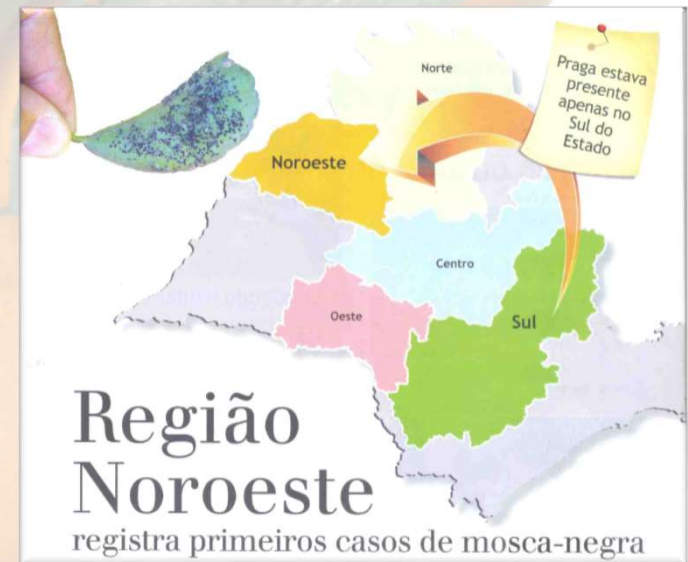 Norte
Praga estava
presente
apenas no
Sul do
Estado
Noroeste
Centro
Oeste
Sul
Região
Noroeste
registra primeiros casos de mosca-negra